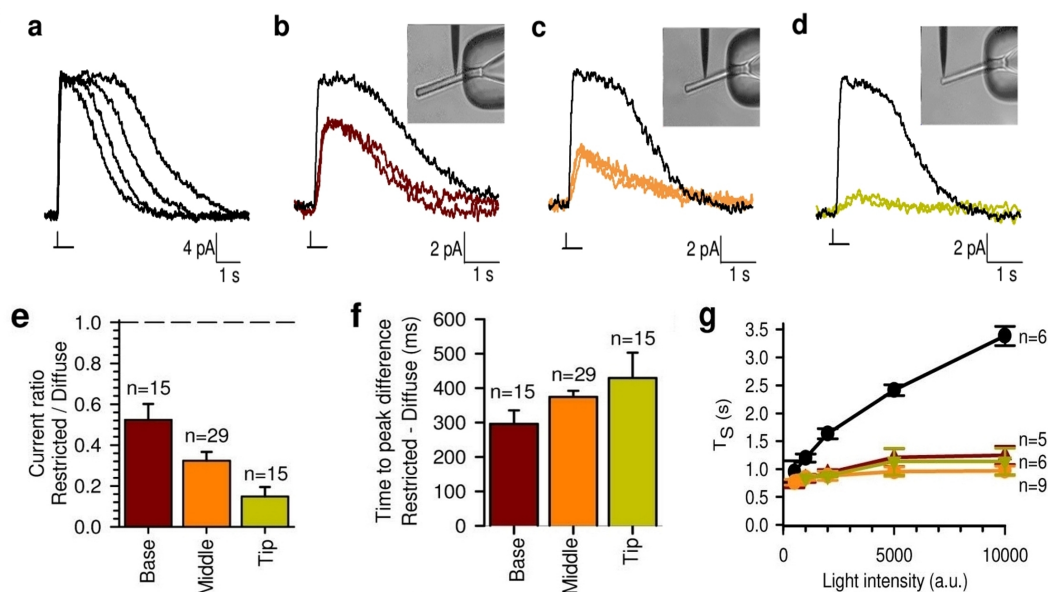 a
b
c
d
4 pA
1 s
2 pA
1 s
2 pA
1 s
2 pA
1 s
e
Current ratio
Restricted / Diffuse
1.0
0.8
0.6
0.4
0.2
0.0
n=15
n=29
n=15
Base
Middle
Tip
f
Time to peak difference
Restricted - Diffuse (ms)
600
500
400
300
200
100
0
n=15
n=29
n=15
Base
Middle
Tip
g
TS (s)
3.5
3.0
2.5
2.0
1.5
1.0
0.5
0.0
n=6
n=5
n=6
n=9
0
5000
10000
Light intensity (a.u.)